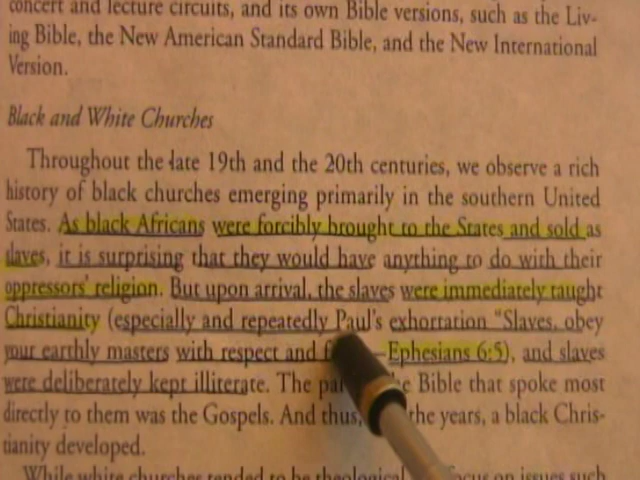 concert and lecture circuits, and its own Bible versions, such as the Liv-
ing Bible, the New American Standard Bible, and the New International
Version.
Black and White Churches
Throughout the late 19th and the 20th centuries, we observe a rich
history of black churches emerging primarily in the southern United
States. As black Africans were forcibly brought to the States and sold as
slaves, it is surprising that they would have anything to do with their
oppressors' religion. But upon arrival, the slaves were immediately taught
Christianity (especially and repeatedly Paul's exhortation "Slaves, obey
your earthly masters with respect and —Ephesians 6:5), and slaves
were deliberately kept illiterate. The Bible that spoke most
directly to them was the Gospels. And thus, the years, a black Chris-
tianity developed.
While white churches tended to be theological focus on issues such